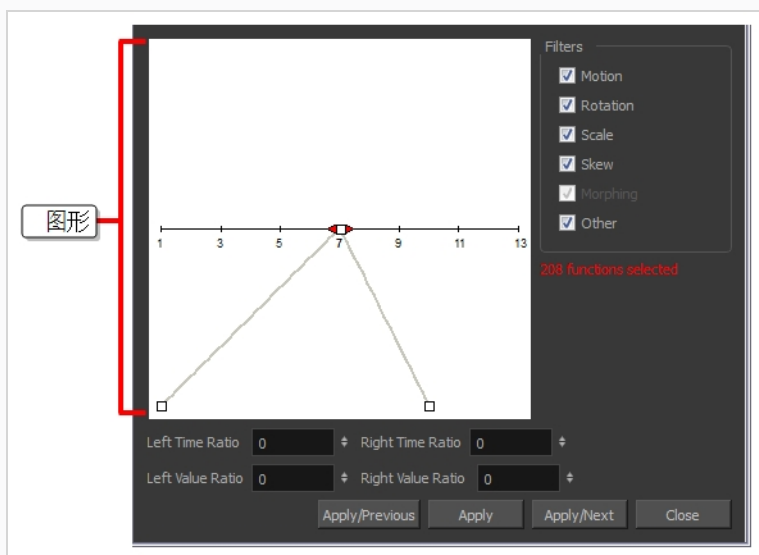 Filters
Motion
Rotation
Scale
Skew
Morphing
Other
208 functions selected
图形
1 3 5 7 9 11 13
Left Time Ratio 0 Right Time Ratio 0
Left Value Ratio 0 Right Value Ratio 0
Apply/Previous Apply Apply/Next Close